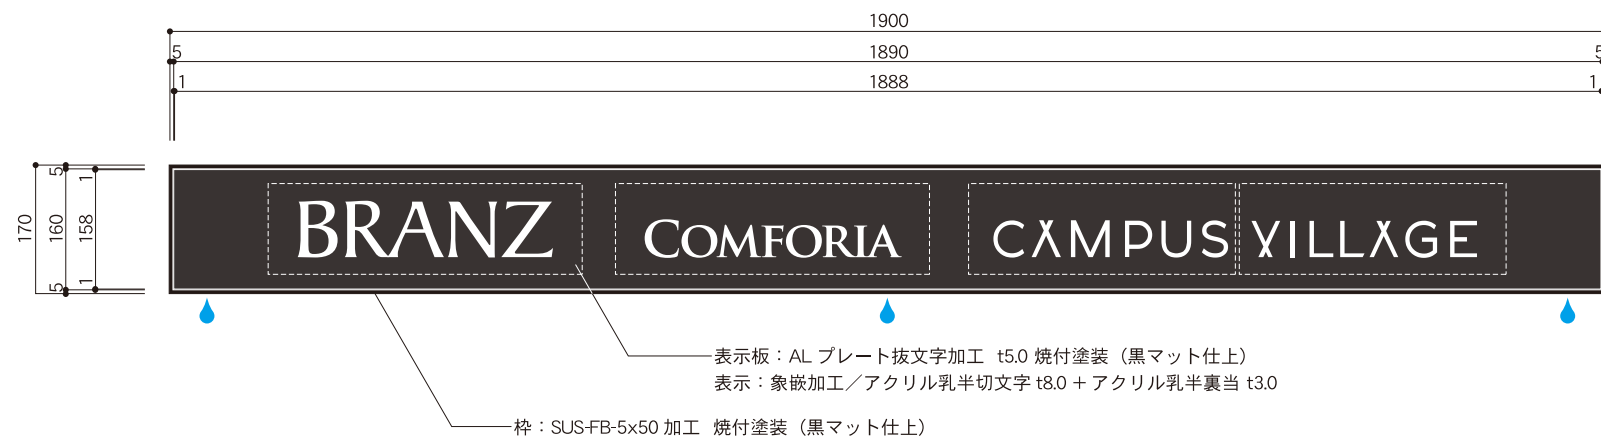 1900
5 1890 5
1 1888 1
170
160
158
5
1
1
5
BRANZ COMFORIA CAMPUS VILLAGE
表示板：AL プレート抜文字加工 t5.0 焼付塗装（黒マット仕上）
表示：象嵌加工／アクリル乳半切文字 t8.0 + アクリル乳半裏当 t3.0
枠：SUS-FB-5x50 加工 焼付塗装（黒マット仕上）